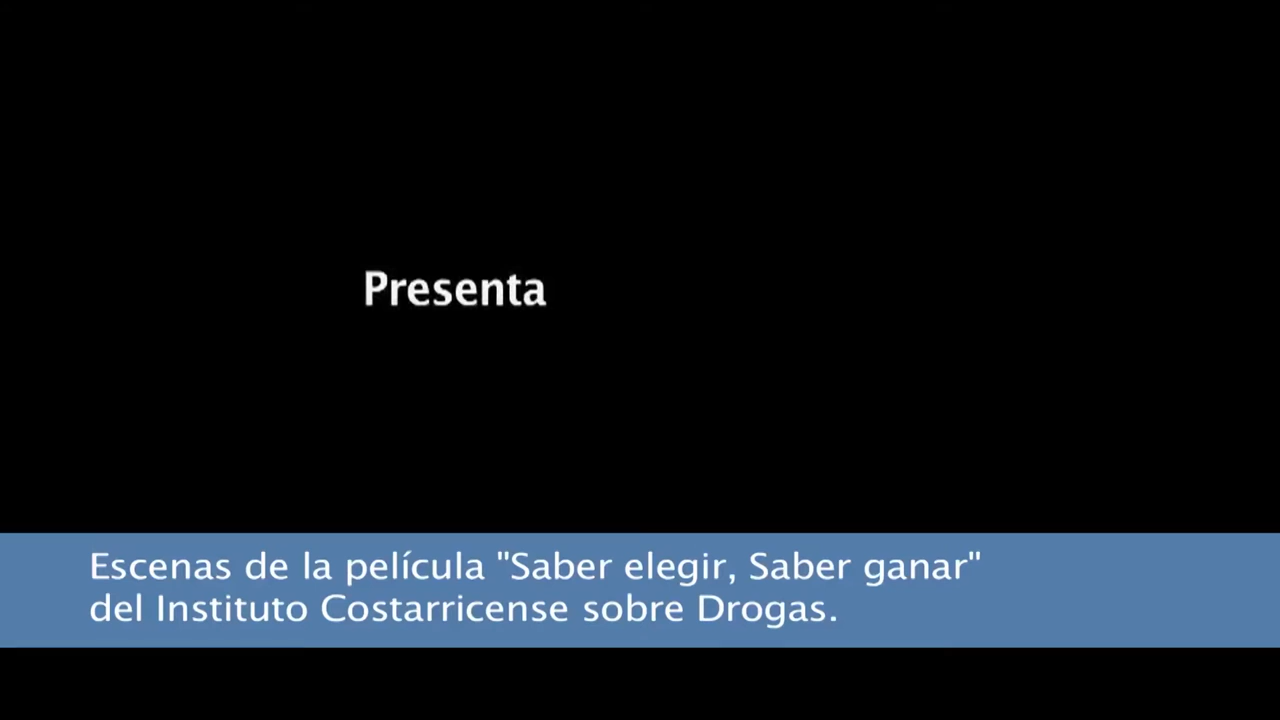 Presenta
Escenas de la película "Saber elegir, Saber ganar"
del Instituto Costarricense sobre Drogas.